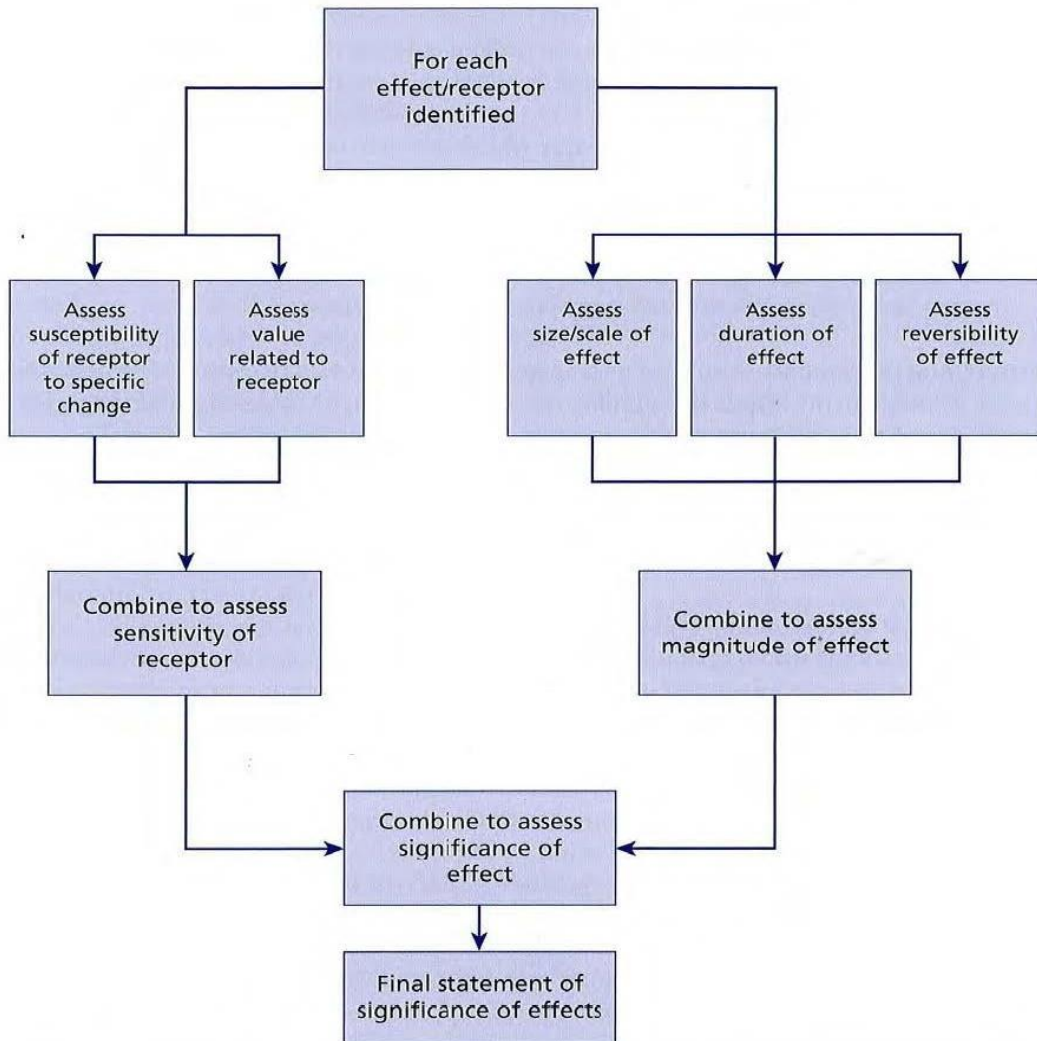 For each
effect/receptor
identified
Assess
susceptibility
of receptor
to specific
change
Assess
value
related to
receptor
Assess
size/scale of
effect
Assess
duration of
effect
Assess
reversibility
of effect
Combine to assess
sensitivity of
receptor
Combine to assess
magnitude of effect
Combine to assess
significance of
effect
Final statement of
significance of effects